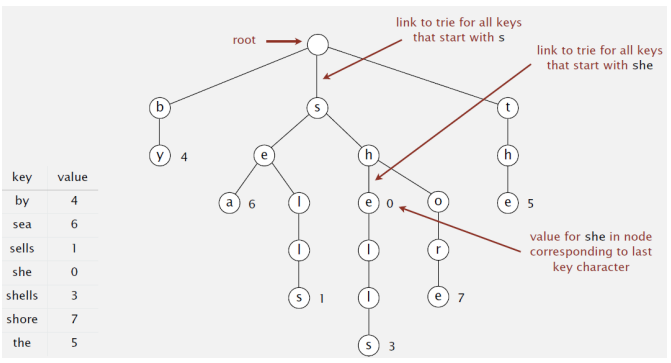 link to trie for all keys
that start with s
root
link to trie for all keys
that start with she
b
s
t
y 4
e
h
h
a 6
l
e 0
o
e 5
key value
by 4
sea 6
sells 1
she 0
shells 3
shore 7
the 5
l
l
r
value for she in node
corresponding to last
key character
s 1
l
e 7
s 3